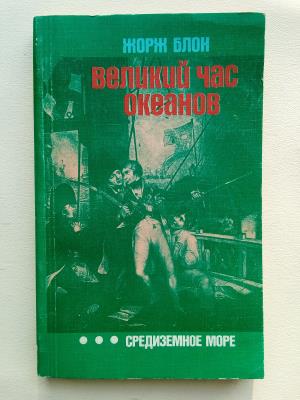 ЖОРЖ БЛОН
ВЕЛИКИЙ ЧАС
ОКЕАНОВ
СРЕДИЗЕМНОЕ МОРЕ